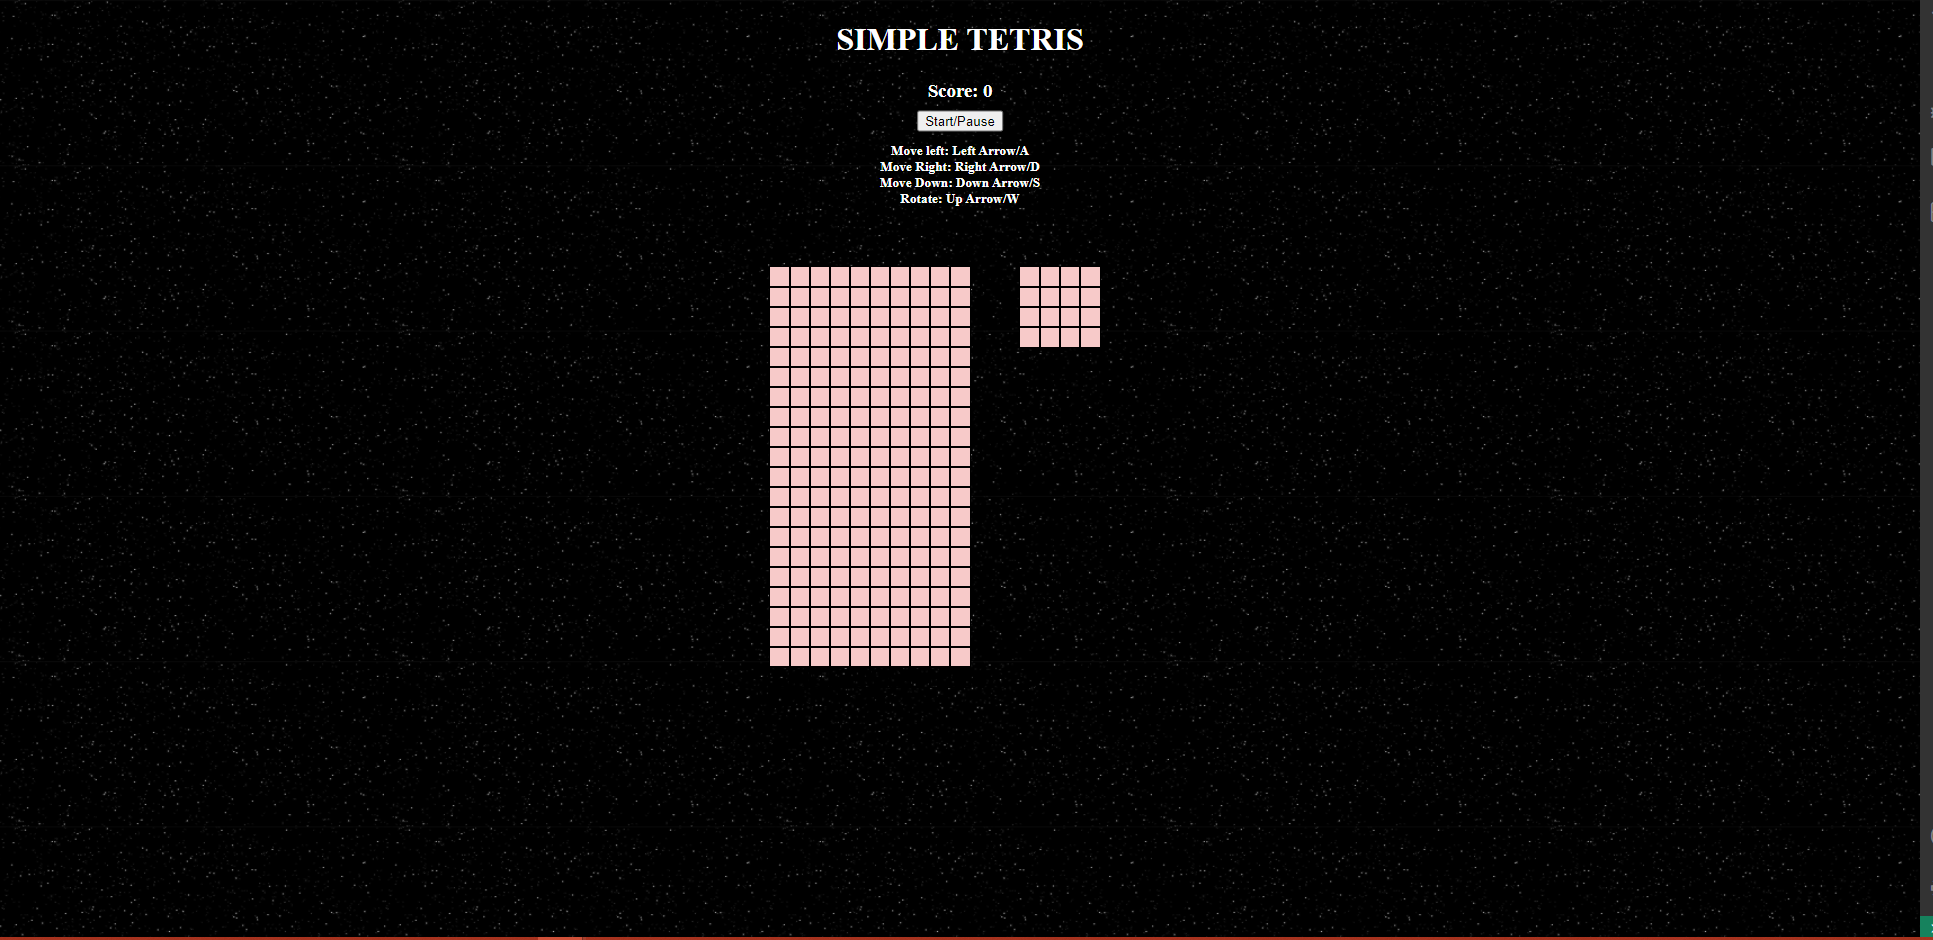 SIMPLE TETRIS
Score: 0
Start/Pause
Move left: Left Arrow/A
Move Right: Right Arrow/D
Move Down: Down Arrow/S
Rotate: Up Arrow/W